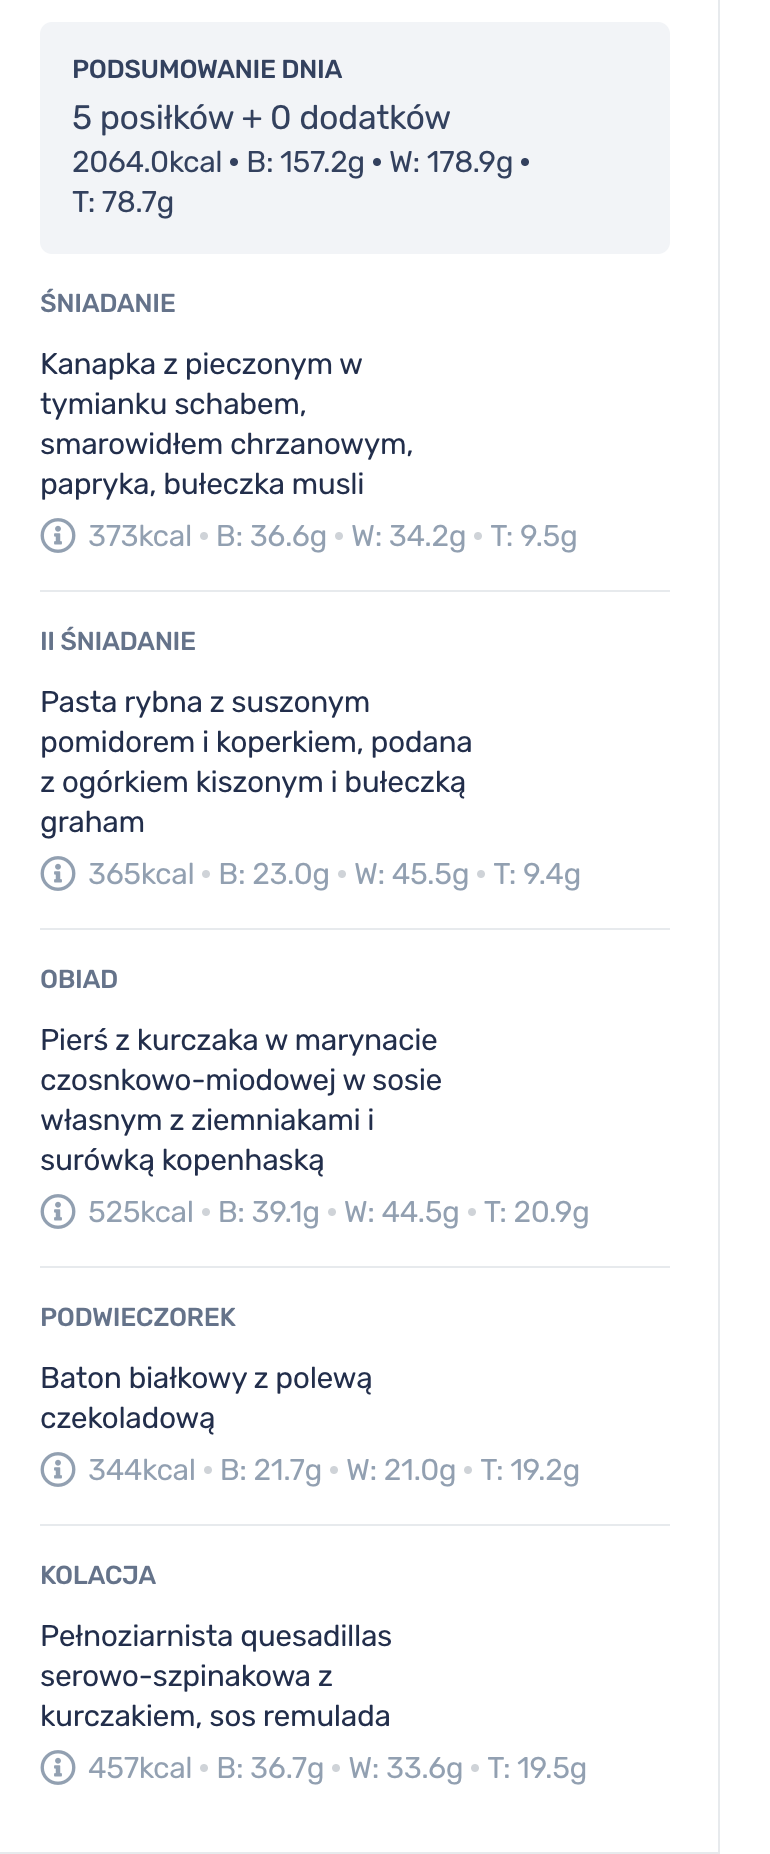 PODSUMOWANIE DNIA
5 posiłków + 0 dodatków
2064.0kcal • B: 157.2g • W: 178.9g •
T: 78.7g
ŚNIADANIE
Kanapka z pieczonym w
tymianku schabem,
smarowidłem chrzanowym,
papryka, bułeczka musli
373kcal • B: 36.6g • W: 34.2g • T: 9.5g
II ŚNIADANIE
Pasta rybna z suszonym
pomidorem i koperkiem, podana
z ogórkiem kiszonym i bułeczką
graham
365kcal • B: 23.0g • W: 45.5g • T: 9.4g
OBIAD
Pierś z kurczaka w marynacie
czosnkowo-miodowej w sosie
własnym z ziemniakami i
surówką kopenhaską
525kcal • B: 39.1g • W: 44.5g • T: 20.9g
PODWIECZOREK
Baton białkowy z polewą
czekoladową
344kcal • B: 21.7g • W: 21.0g • T: 19.2g
KOLACJA
Pełnoziarnista quesadillas
serowo-szpinakowa z
kurczakiem, sos remulada
457kcal • B: 36.7g • W: 33.6g • T: 19.5g